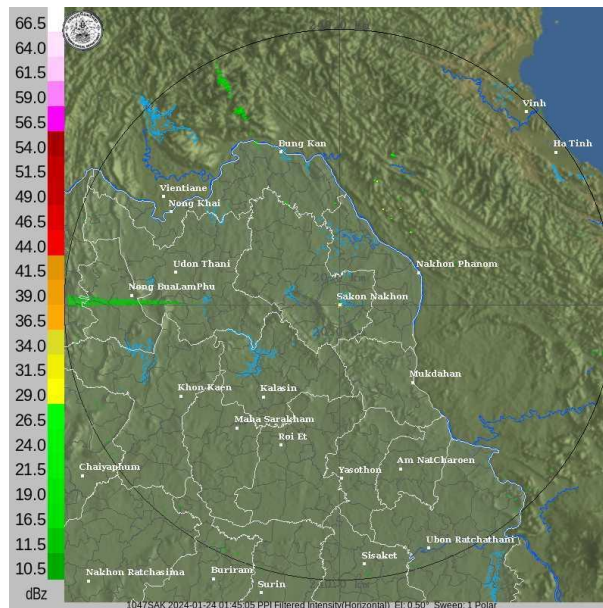 66.5
64.0
61.5
59.0
56.5
54.0
51.5
49.0
46.5
44.0
41.5
39.0
36.5
34.0
31.5
29.0
26.5
24.0
21.5
19.0
16.5
11.5
10.5
dBz
Vinh
Ha Tinh
Bung Kan
Vientiane
Nong Khai
Udon Thani
Nakhon Phanom
Nong BuaLamPhu
Sakon Nakhon
Mukdahan
Khon Kaen
Kalasin
Maha Sarakham
Roi Et
Chaiyaphum
Yasothon
Am NatCharoen
Ubon Ratchathani
Sisaket
Nakhon Ratchasima
Buriram
Surin
1047SAK 2024-01-24 01:45:05 PPI Filtered Intensity(Horizontal) El: 0.50° Sweep: 1 Polar